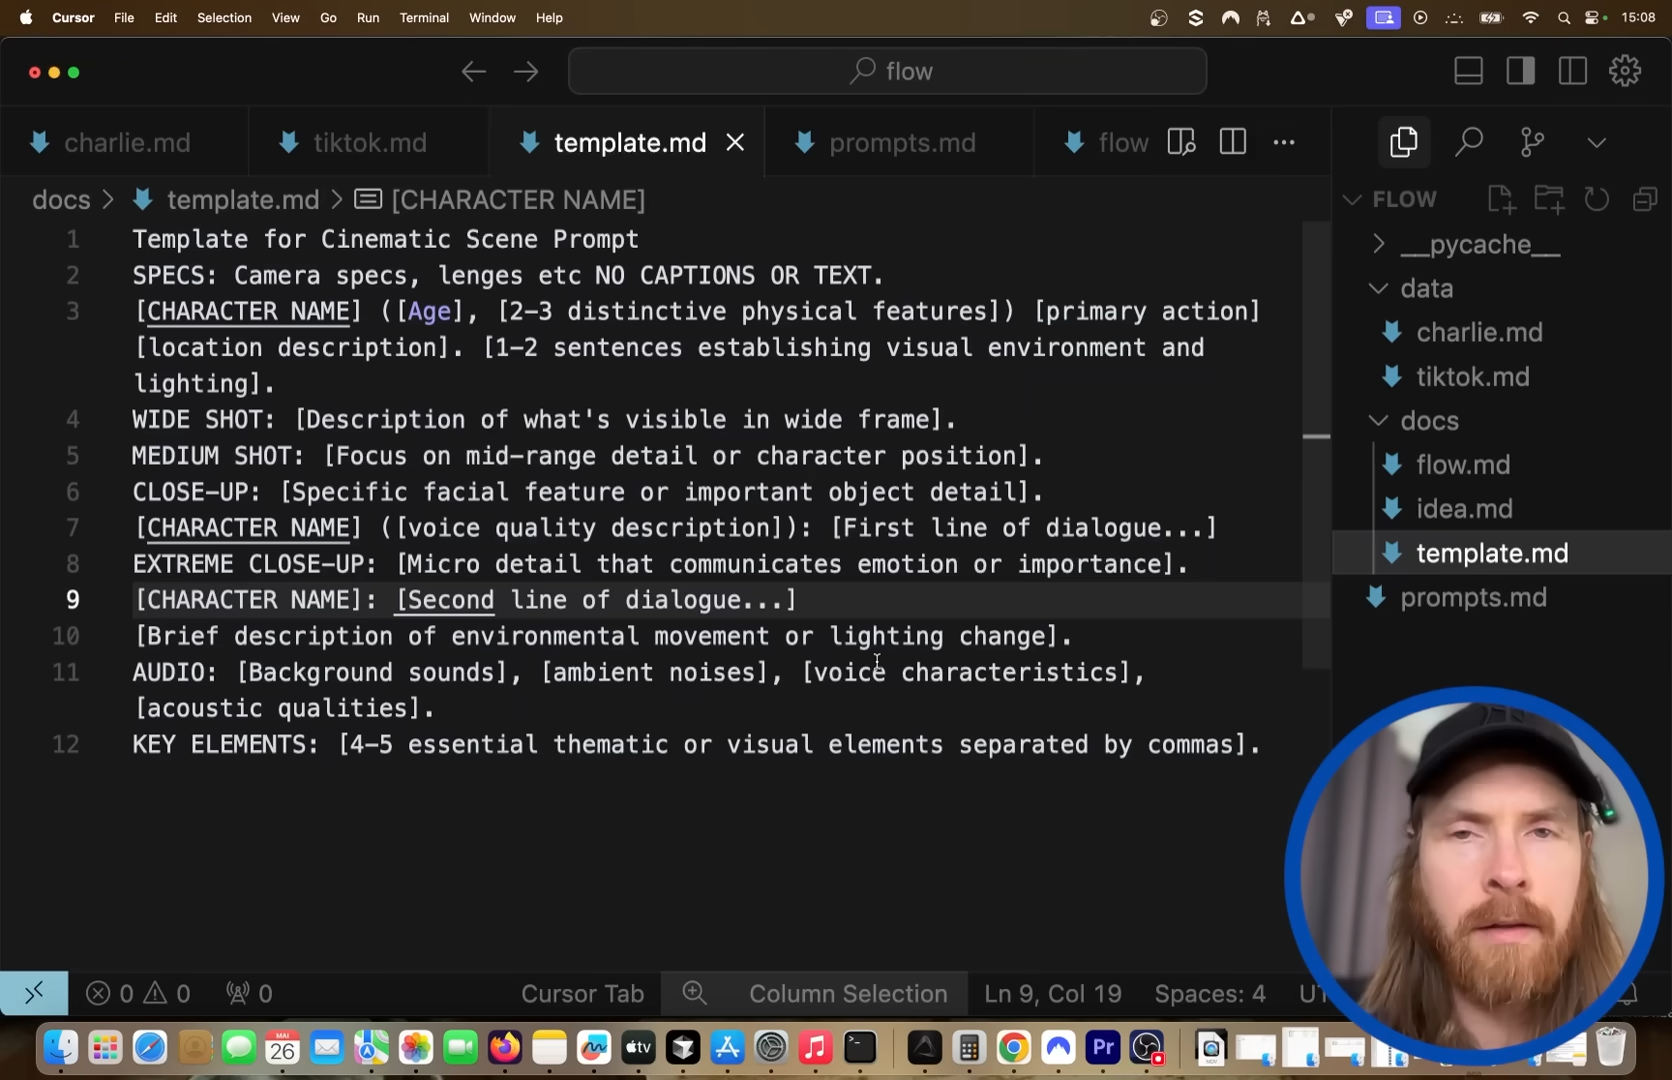 Cursor File Edit Selection View Go Run Terminal Window Help 15:08
flow
charlie.md tiktok.md template.md prompts.md flow
docs > template.md > [CHARACTER NAME]
1 Template for Cinematic Scene Prompt
2 SPECS: Camera specs, lenges etc NO CAPTIONS OR TEXT.
3 [CHARACTER NAME] ([Age], [2-3 distinctive physical features]) [primary action]
[location description]. [1-2 sentences establishing visual environment and
lighting].
4 WIDE SHOT: [Description of what's visible in wide frame].
5 MEDIUM SHOT: [Focus on mid-range detail or character position].
6 CLOSE-UP: [Specific facial feature or important object detail].
7 [CHARACTER NAME] ([voice quality description]): [First line of dialogue...]
8 EXTREME CLOSE-UP: [Micro detail that communicates emotion or importance].
9 [CHARACTER NAME]: [Second line of dialogue...]
10 [Brief description of environmental movement or lighting change].
11 AUDIO: [Background sounds], [ambient noises], [voice characteristics],
[acoustic qualities].
12 KEY ELEMENTS: [4-5 essential thematic or visual elements separated by commas].
FLOW
__pycache__
data
charlie.md
tiktok.md
docs
flow.md
idea.md
template.md
prompts.md
0 0 0 Cursor Tab Column Selection Ln 9, Col 19 Spaces: 4
MAI
26
tv
Pr